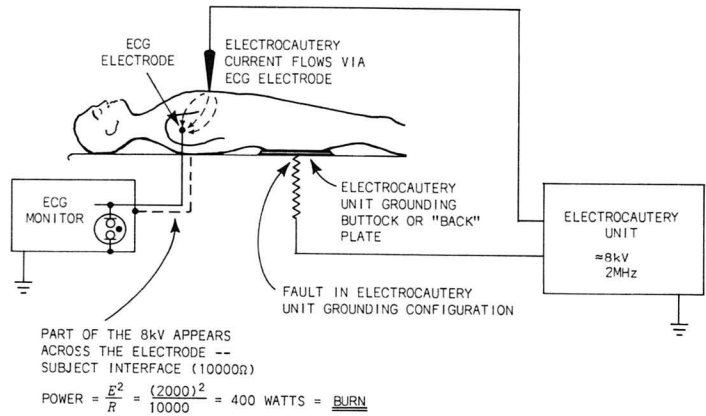 ECG
ELECTRODE
ELECTROCAUTERY
CURRENT FLOWS VIA
ECG ELECTRODE
ECG
MONITOR
ELECTROCAUTERY
UNIT GROUNDING
BUTTOCK OR "BACK"
PLATE
ELECTROCAUTERY
UNIT
≈8kV
2MHz
FAULT IN ELECTROCAUTERY
UNIT GROUNDING CONFIGURATION
PART OF THE 8kV APPEARS
ACROSS THE ELECTRODE --
SUBJECT INTERFACE (10000Ω)
POWER = E²/R = (2000)²/10000 = 400 WATTS = BURN